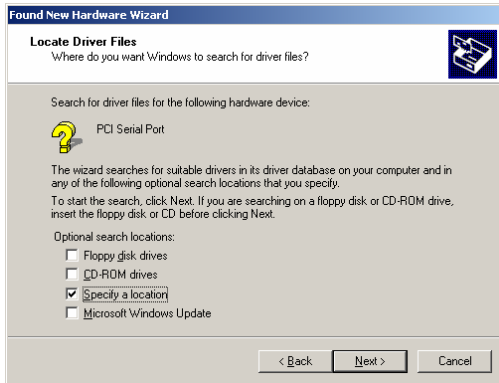 Found New Hardware Wizard
Locate Driver Files
Where do you want Windows to search for driver files?
Search for driver files for the following hardware device:
PCI Serial Port
The wizard searches for suitable drivers in its driver database on your computer and in
any of the following optional search locations that you specify.
To start the search, click Next. If you are searching on a floppy disk or CD-ROM drive,
insert the floppy disk or CD before clicking Next.
Optional search locations:
Floppy disk drives
CD-ROM drives
Specify a location
Microsoft Windows Update
< Back Next > Cancel